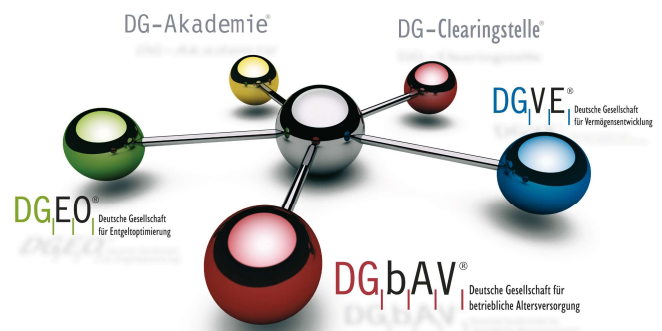 DG-Akademie®
DG-Clearingstelle®
DGVE®
Deutsche Gesellschaft
für Vermögensentwicklung
DGEO®
Deutsche Gesellschaft
für Entgeltoptimierung
DGbAV®
Deutsche Gesellschaft für
betriebliche Altersversorgung